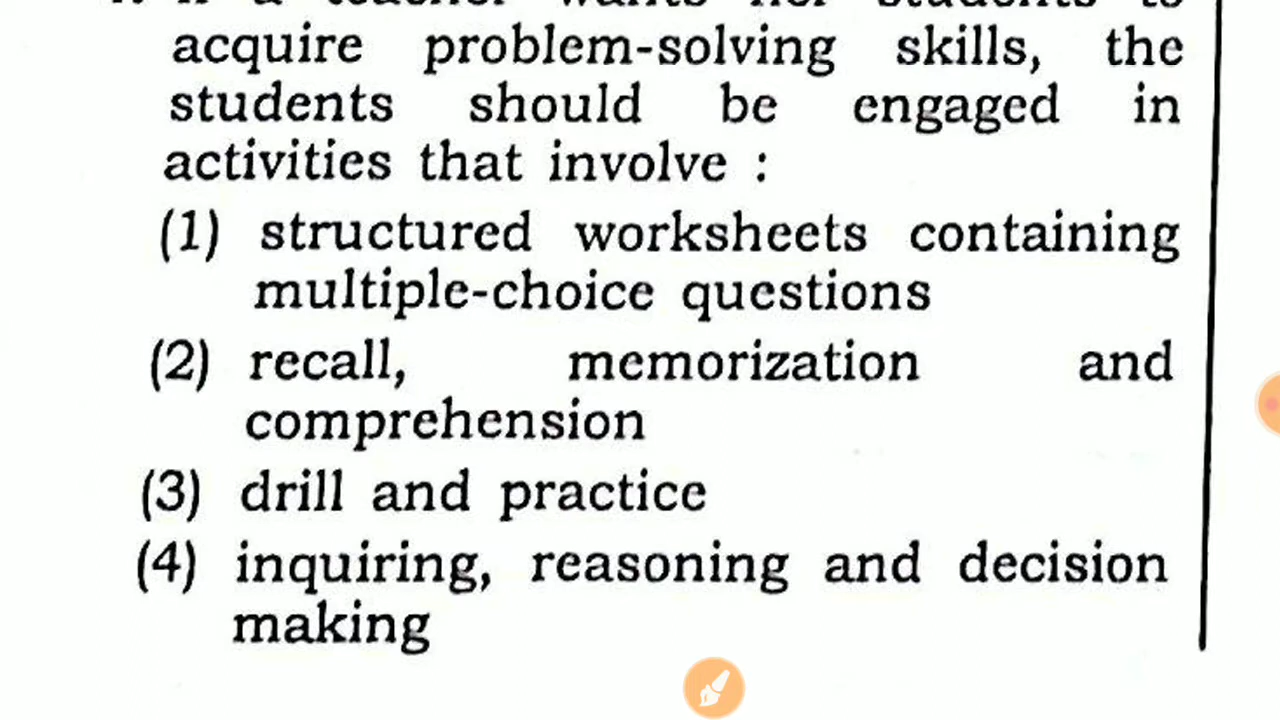 acquire problem-solving skills, the
students should be engaged in
activities that involve :
(1) structured worksheets containing
multiple-choice questions
(2) recall, memorization and
comprehension
(3) drill and practice
(4) inquiring, reasoning and decision
making